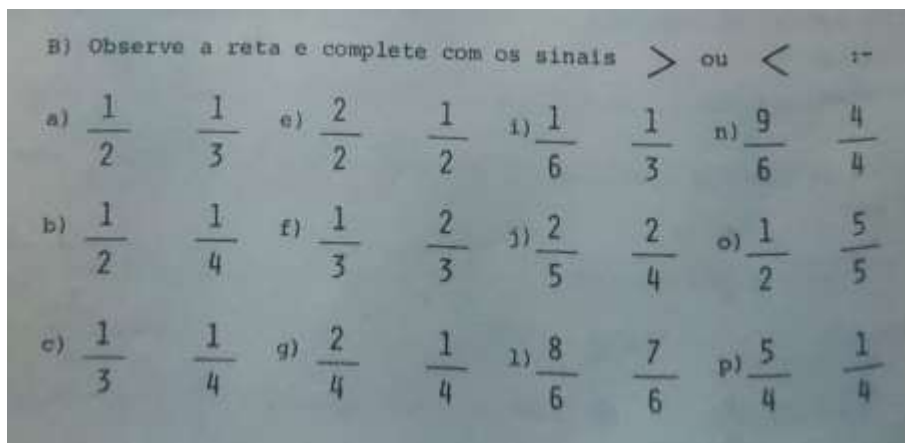 B) Observe a reta e complete com os sinais > ou < :-
a) 1/2 1/3 e) 2/2 1/2 i) 1/6 1/3 n) 9/6 4/4
b) 1/2 1/4 f) 1/3 2/3 j) 2/5 2/4 o) 1/2 5/5
c) 1/3 1/4 g) 2/4 1/4 l) 8/6 7/6 p) 5/4 1/4